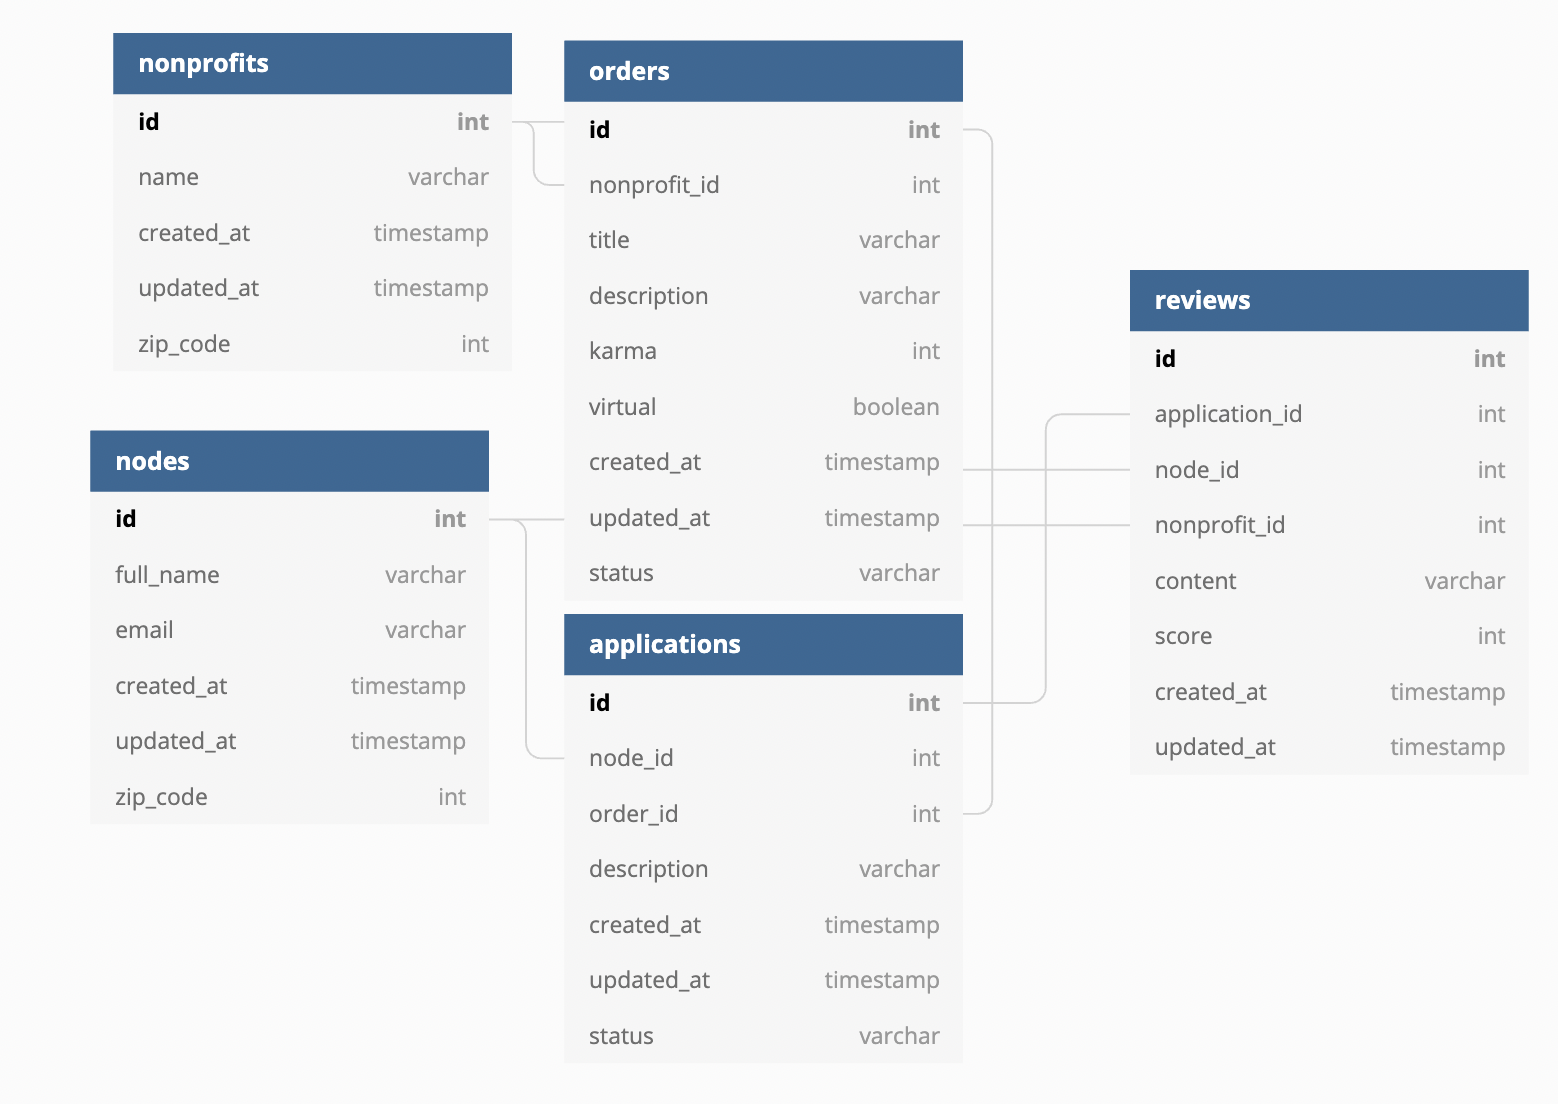 nonprofits
id int
name varchar
created_at timestamp
updated_at timestamp
zip_code int
orders
id int
nonprofit_id int
title varchar
description varchar
karma int
virtual boolean
created_at timestamp
updated_at timestamp
status varchar
nodes
id int
full_name varchar
email varchar
created_at timestamp
updated_at timestamp
zip_code int
applications
id int
node_id int
order_id int
description varchar
created_at timestamp
updated_at timestamp
status varchar
reviews
id int
application_id int
node_id int
nonprofit_id int
content varchar
score int
created_at timestamp
updated_at timestamp